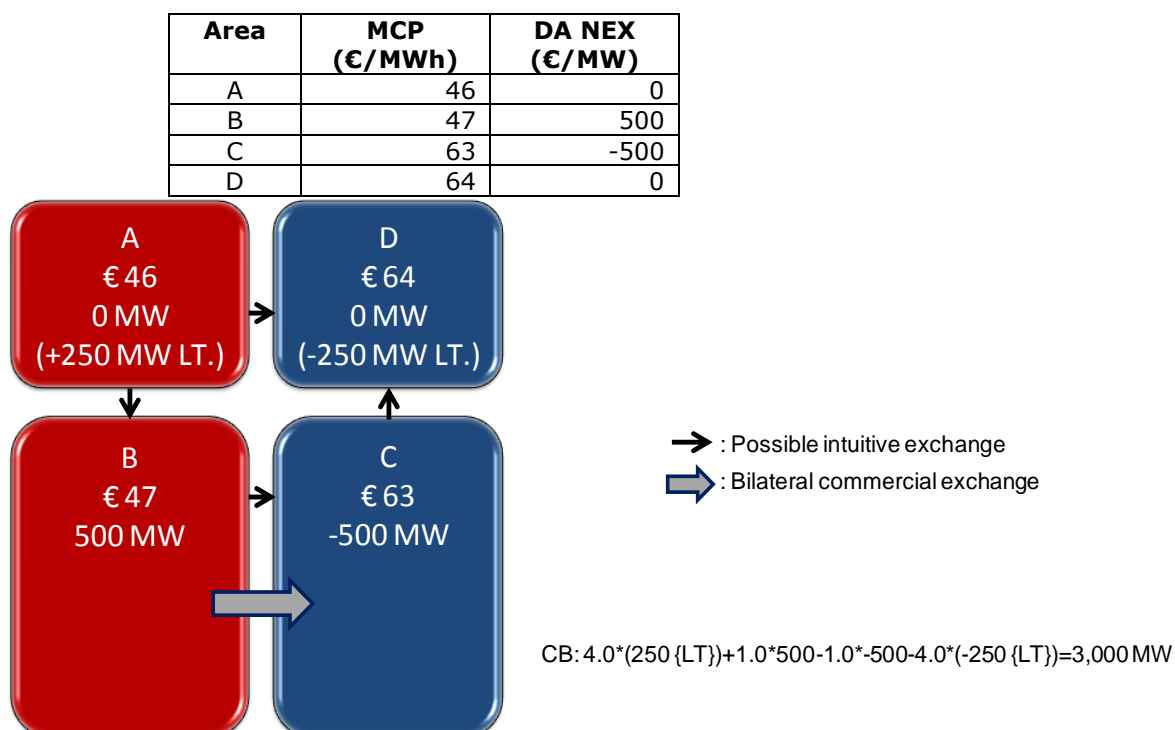 Area MCP (€/MWh) DA NEX (€/MW)
A 46 0
B 47 500
C 63 -500
D 64 0
A
€ 46
0 MW
(+250 MW LT.)
D
€ 64
0 MW
(-250 MW LT.)
B
€ 47
500 MW
C
€ 63
-500 MW
: Possible intuitive exchange
: Bilateral commercial exchange
CB: 4.0*(250 {LT})+1.0*500-1.0*-500-4.0*(-250 {LT})=3,000 MW